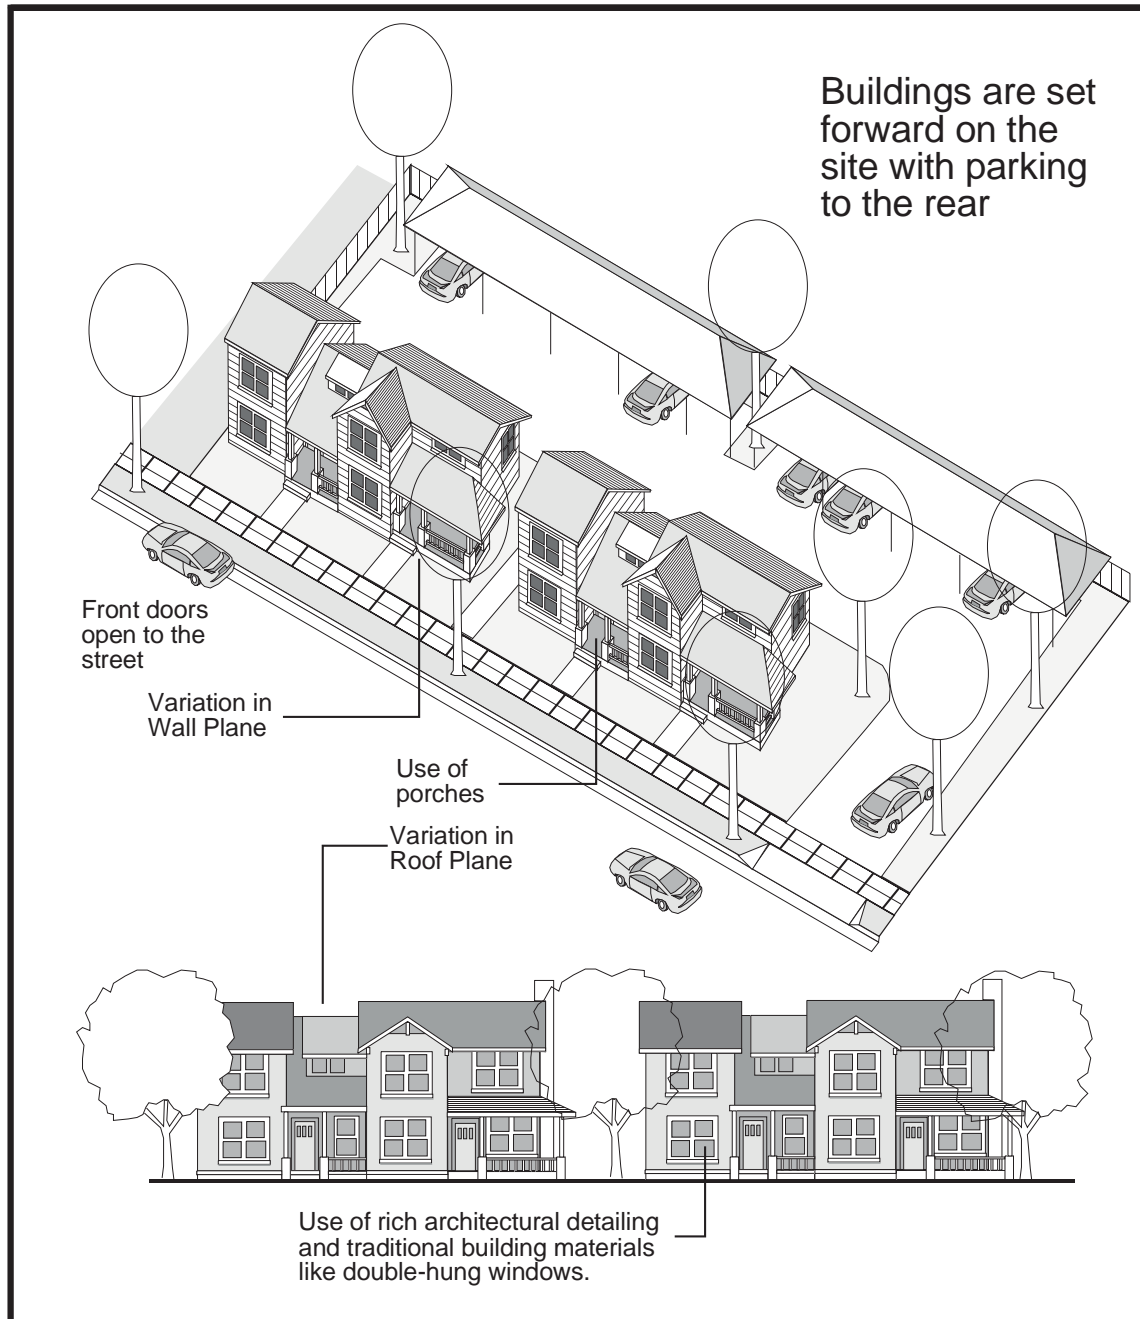 Buildings are set
forward on the
site with parking
to the rear
Front doors
open to the
street
Variation in
Wall Plane
Use of
porches
Variation in
Roof Plane
Use of rich architectural detailing
and traditional building materials
like double-hung windows.